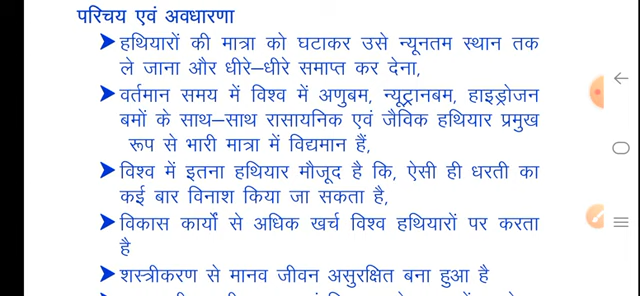 परिचय एवं अवधारणा
➤ हथियारों की मात्रा को घटाकर उसे न्यूनतम स्थान तक
ले जाना और धीरे–धीरे समाप्त कर देना,
➤ वर्तमान समय में विश्व में अणुबम, न्यूट्रानबम, हाइड्रोजन
बमों के साथ–साथ रासायनिक एवं जैविक हथियार प्रमुख
रूप से भारी मात्रा में विद्यमान हैं,
➤ विश्व में इतना हथियार मौजूद है कि, ऐसी ही धरती का
कई बार विनाश किया जा सकता है,
➤ विकास कार्यों से अधिक खर्च विश्व हथियारों पर करता
है
➤ शस्त्रीकरण से मानव जीवन असुरक्षित बना हुआ है